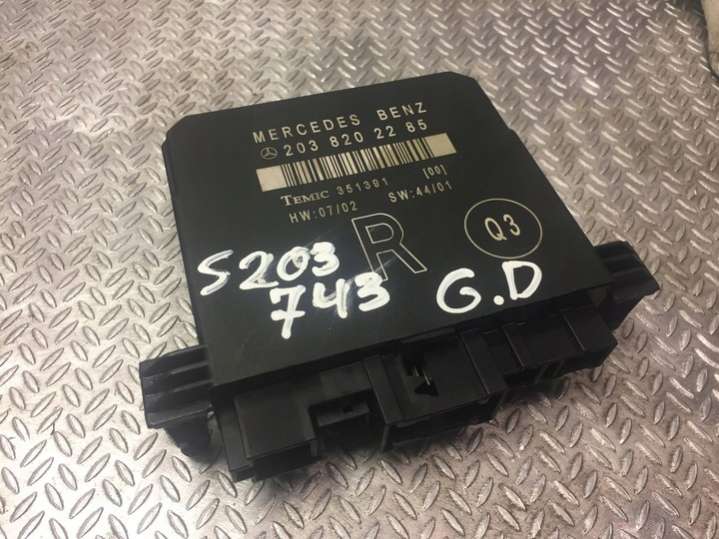 MERCEDES BENZ
203 820 22 85
TEMIC 351391 [00]
HW:07/02 SW:44/01
R
Q3
S203
743 G.D